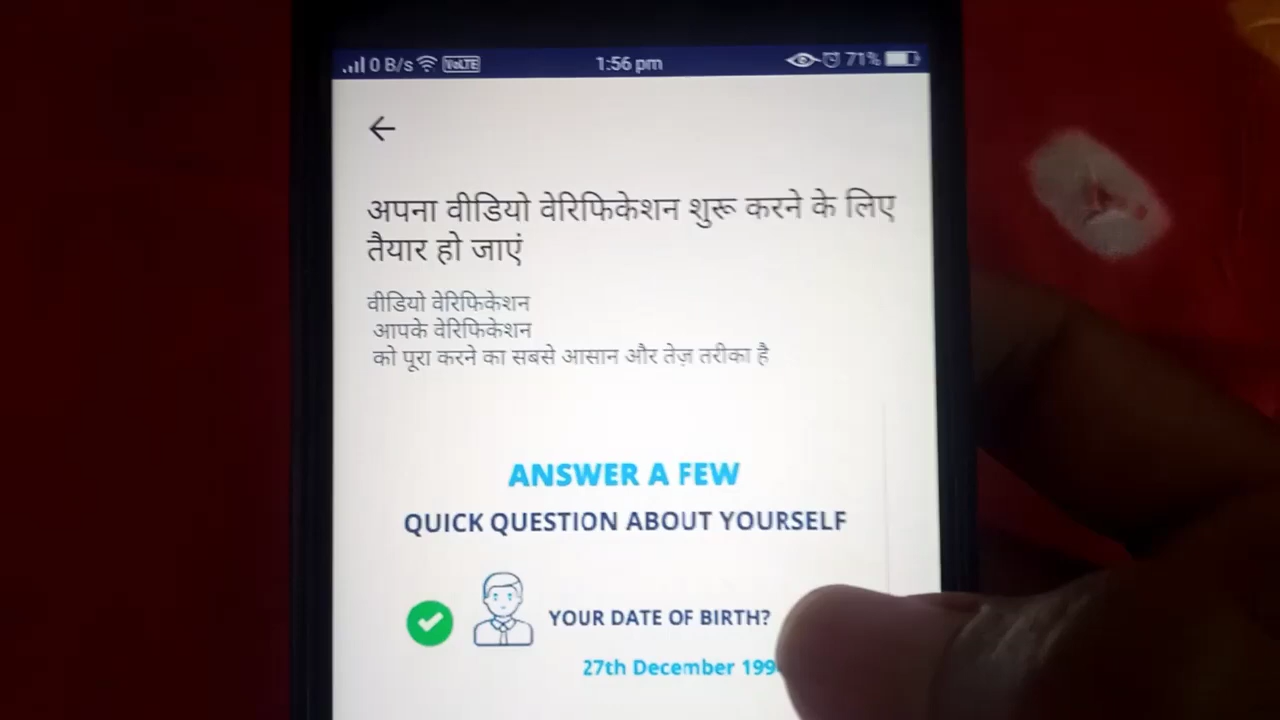 0 B/s VoLTE 1:56 pm 71%
अपना वीडियो वेरिफिकेशन शुरू करने के लिए
तैयार हो जाएं
वीडियो वेरिफिकेशन
आपके वेरिफिकेशन
को पूरा करने का सबसे आसान और तेज़ तरीका है
ANSWER A FEW
QUICK QUESTION ABOUT YOURSELF
YOUR DATE OF BIRTH?
27th December